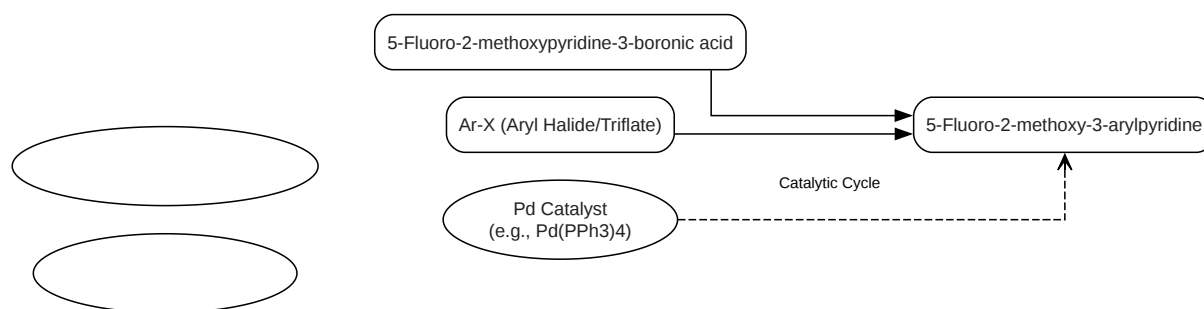 5-Fluoro-2-methoxypyridine-3-boronic acid
Ar-X (Aryl Halide/Triflate)
5-Fluoro-2-methoxy-3-arylpyridine
Catalytic Cycle
Pd Catalyst
(e.g., Pd(PPh3)4)